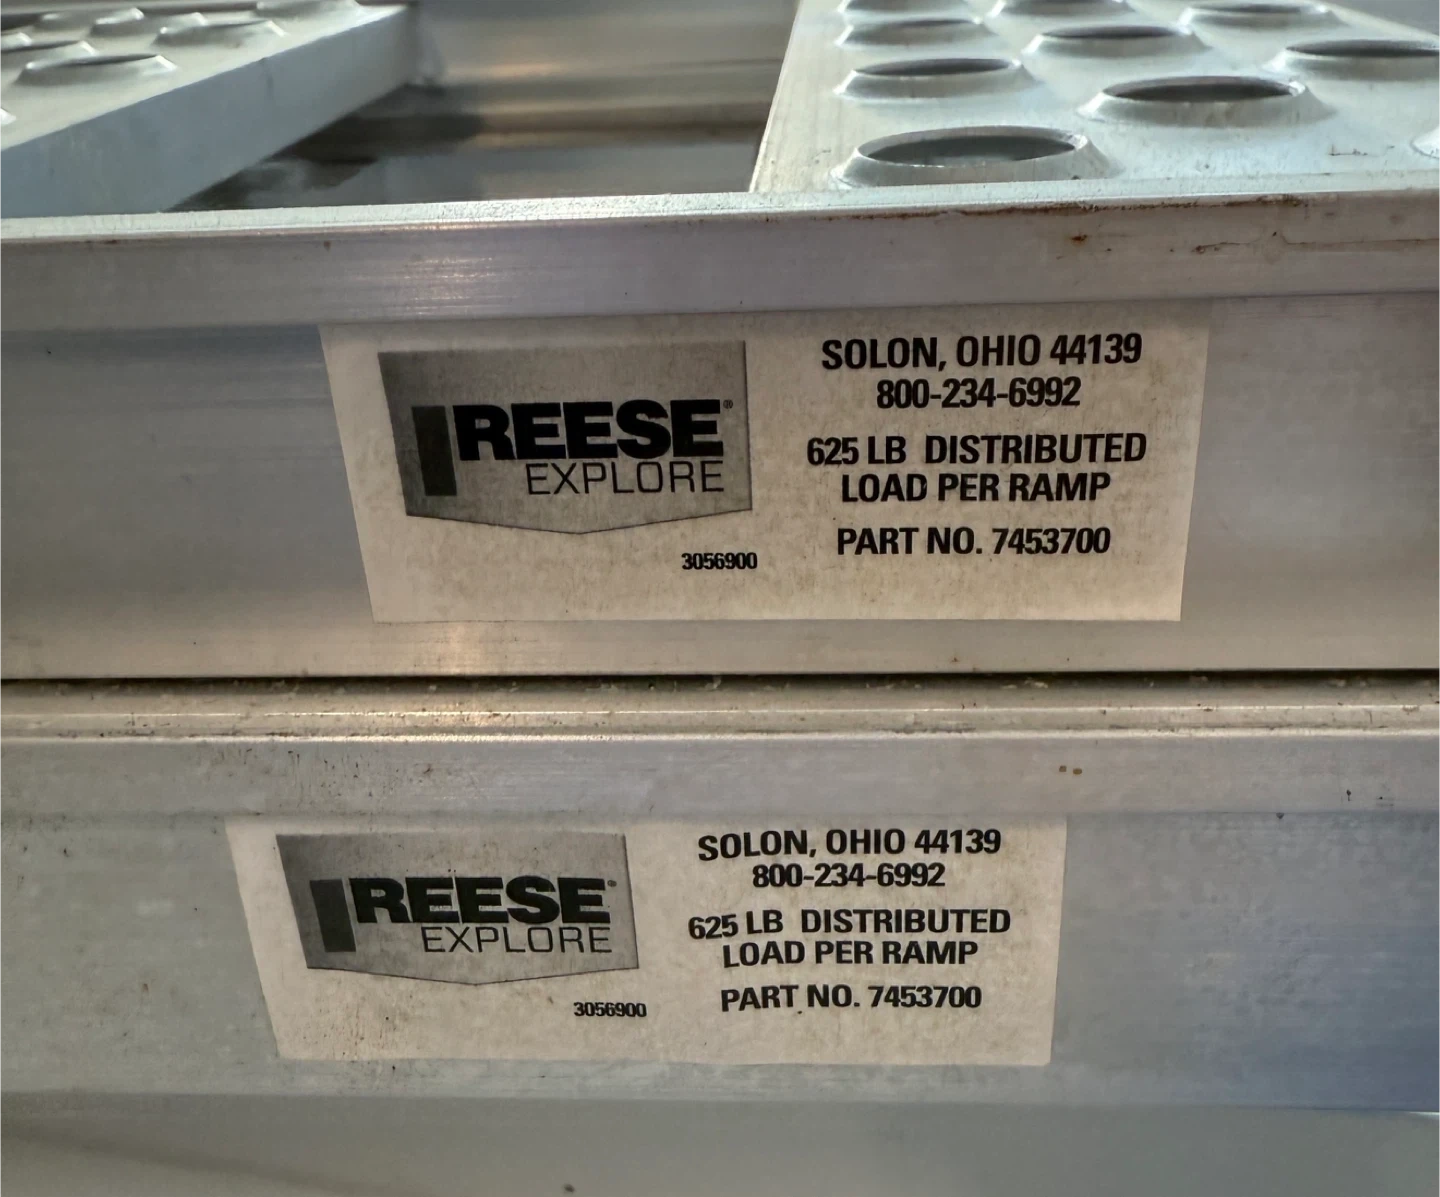 REESE®
EXPLORE
3056900
SOLON, OHIO 44139
800-234-6992
625 LB DISTRIBUTED
LOAD PER RAMP
PART NO. 7453700
REESE®
EXPLORE
3056900
SOLON, OHIO 44139
800-234-6992
625 LB DISTRIBUTED
LOAD PER RAMP
PART NO. 7453700